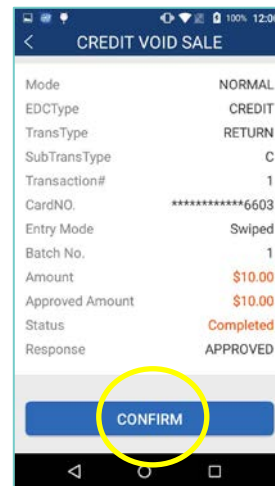 100% 12:00
CREDIT VOID SALE
Mode NORMAL
EDCType CREDIT
TransType RETURN
SubTransType C
Transaction# 1
CardNO. ************6603
Entry Mode Swiped
Batch No. 1
Amount $10.00
Approved Amount $10.00
Status Completed
Response APPROVED
CONFIRM